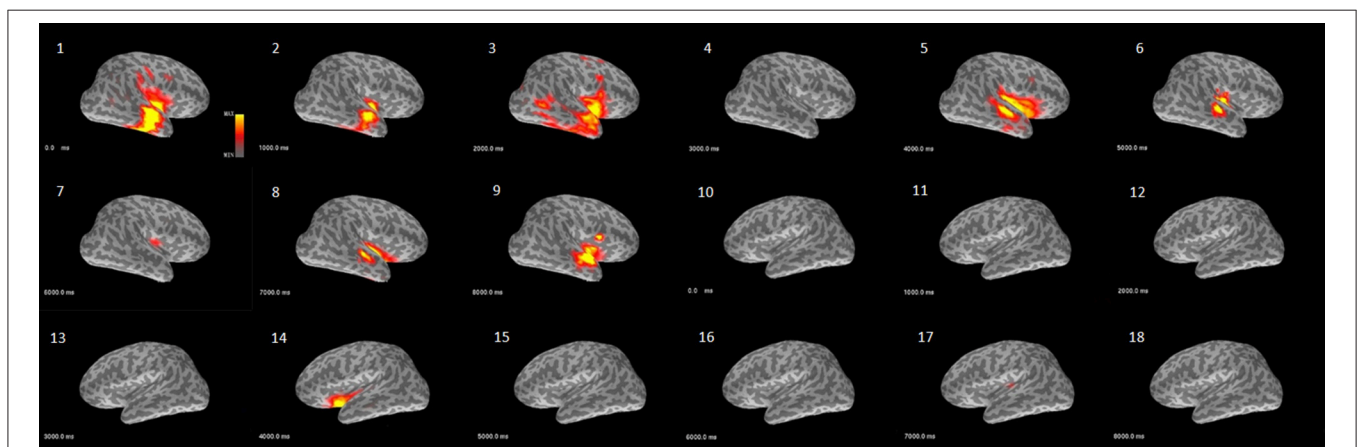 1 2 3 4 5 6
MAX
MIN
0.0 ms 1000.0 ms 2000.0 ms 3000.0 ms 4000.0 ms 5000.0 ms
7 8 9 10 11 12
6000.0 ms 7000.0 ms 8000.0 ms 0.0 ms 1000.0 ms 2000.0 ms
13 14 15 16 17 18
3000.0 ms 4000.0 ms 5000.0 ms 6000.0 ms 7000.0 ms 8000.0 ms